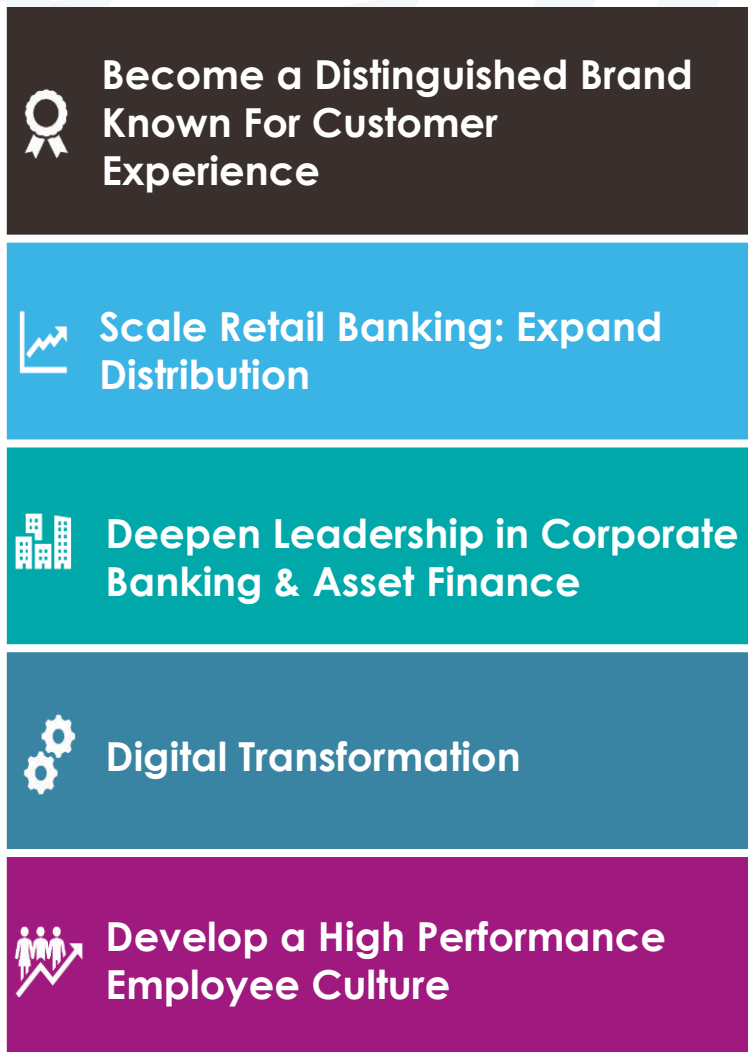 Become a Distinguished Brand
Known For Customer
Experience
Scale Retail Banking: Expand
Distribution
Deepen Leadership in Corporate
Banking & Asset Finance
Digital Transformation
Develop a High Performance
Employee Culture